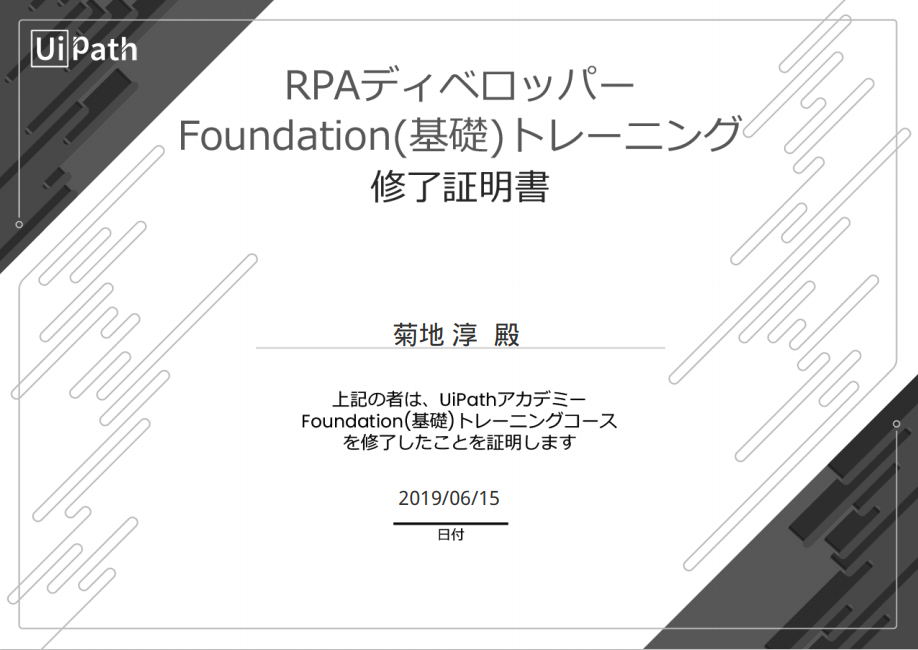 UiPath
RPAディベロッパー
Foundation(基礎)トレーニング
修了証明書
菊地 淳 殿
上記の者は、UiPathアカデミー
Foundation(基礎)トレーニングコース
を修了したことを証明します
2019/06/15
日付